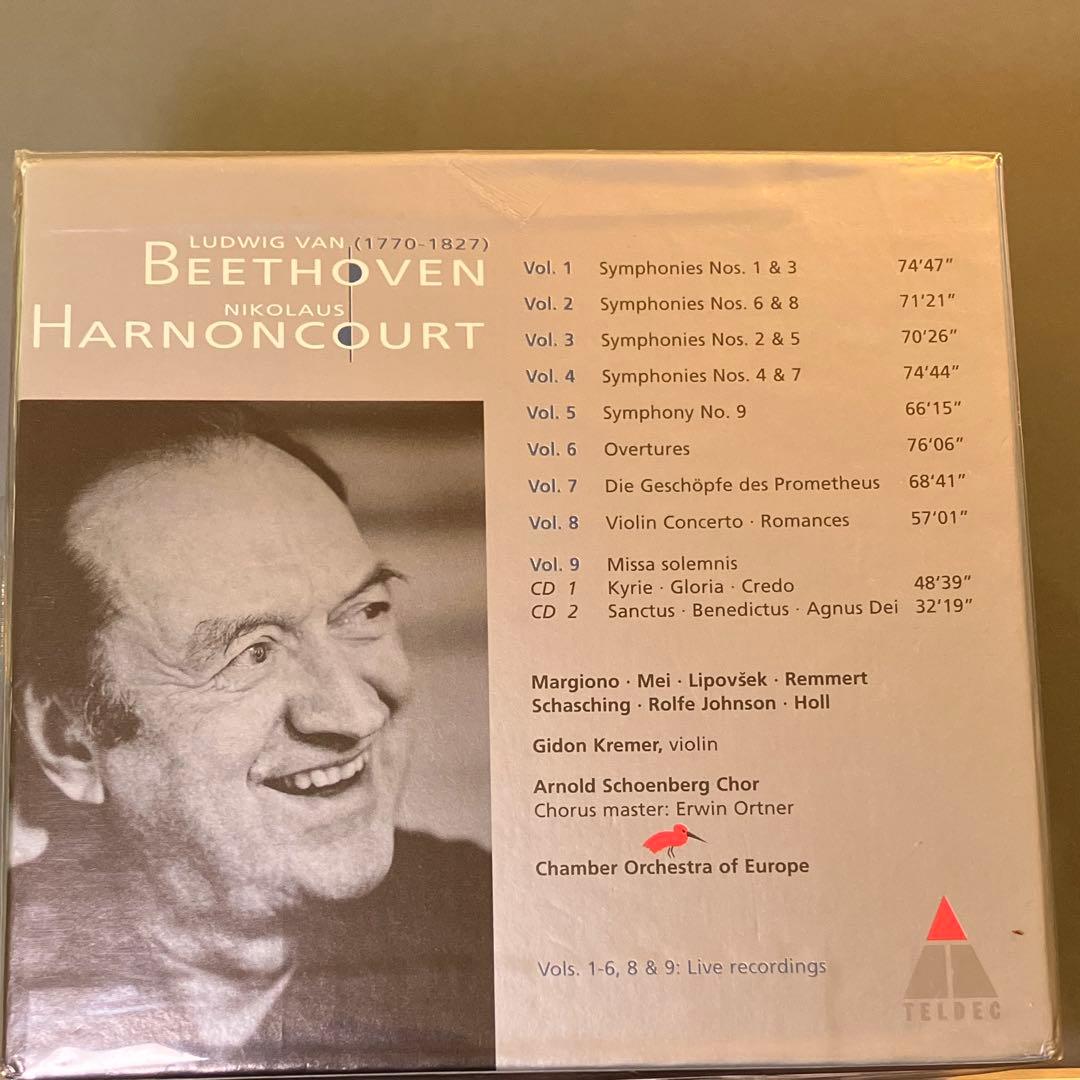 LUDWIG VAN (1770-1827)
BEETHOVEN
NIKOLAUS
HARNONCOURT
Vol. 1 Symphonies Nos. 1 & 3 74'47"
Vol. 2 Symphonies Nos. 6 & 8 71'21"
Vol. 3 Symphonies Nos. 2 & 5 70'26"
Vol. 4 Symphonies Nos. 4 & 7 74'44"
Vol. 5 Symphony No. 9 66'15"
Vol. 6 Overtures 76'06"
Vol. 7 Die Geschöpfe des Prometheus 68'41"
Vol. 8 Violin Concerto · Romances 57'01"
Vol. 9 Missa solemnis
CD 1 Kyrie · Gloria · Credo 48'39"
CD 2 Sanctus · Benedictus · Agnus Dei 32'19"
Margiono · Mei · Lipovšek · Remmert
Schasching · Rolfe Johnson · Holl
Gidon Kremer, violin
Arnold Schoenberg Chor
Chorus master: Erwin Ortner
Chamber Orchestra of Europe
Vols. 1-6, 8 & 9: Live recordings
TELDEC